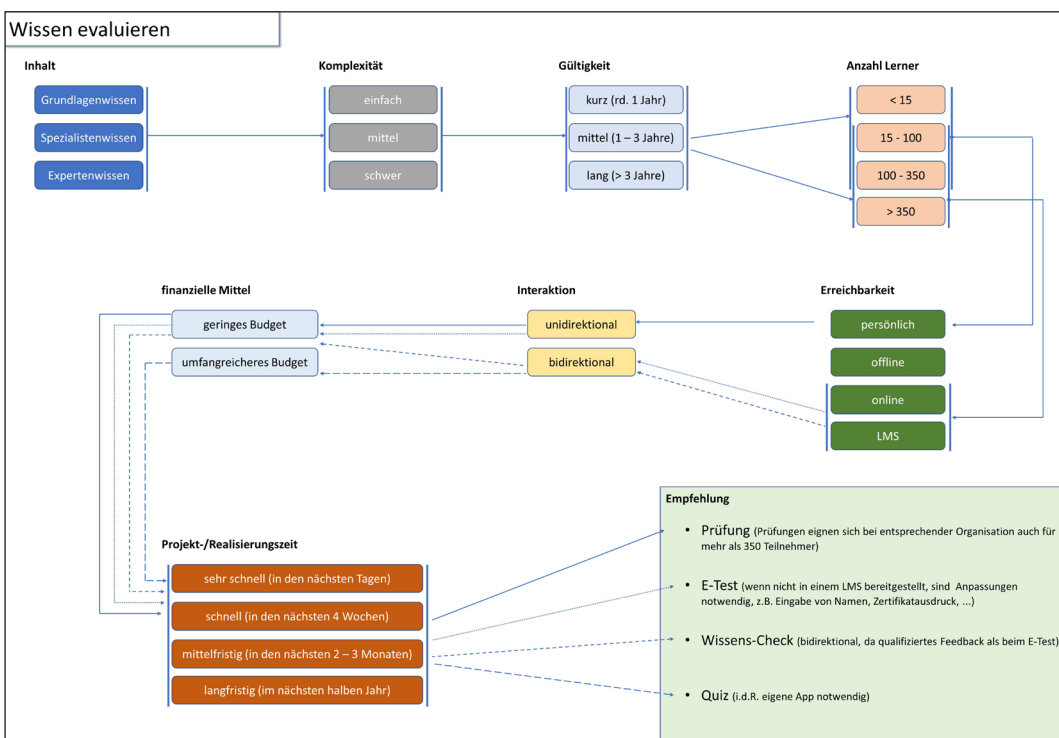 Wissen evaluieren
Inhalt
Grundlagenwissen
Spezialistenwissen
Expertenwissen
Komplexität
einfach
mittel
schwer
Gültigkeit
kurz (rd. 1 Jahr)
mittel (1 – 3 Jahre)
lang (> 3 Jahre)
Anzahl Lerner
< 15
15 - 100
100 - 350
> 350
finanzielle Mittel
geringes Budget
umfangreicheres Budget
Interaktion
unidirektional
bidirektional
Erreichbarkeit
persönlich
offline
online
LMS
Projekt-/Realisierungszeit
sehr schnell (in den nächsten Tagen)
schnell (in den nächsten 4 Wochen)
mittelfristig (in den nächsten 2 – 3 Monaten)
langfristig (im nächsten halben Jahr)
Empfehlung
• Prüfung (Prüfungen eignen sich bei entsprechender Organisation auch für
mehr als 350 Teilnehmer)
• E-Test (wenn nicht in einem LMS bereitgestellt, sind Anpassungen
notwendig, z.B. Eingabe von Namen, Zertifikatausdruck, ...)
• Wissens-Check (bidirektional, da qualifiziertes Feedback als beim E-Test)
• Quiz (i.d.R. eigene App notwendig)